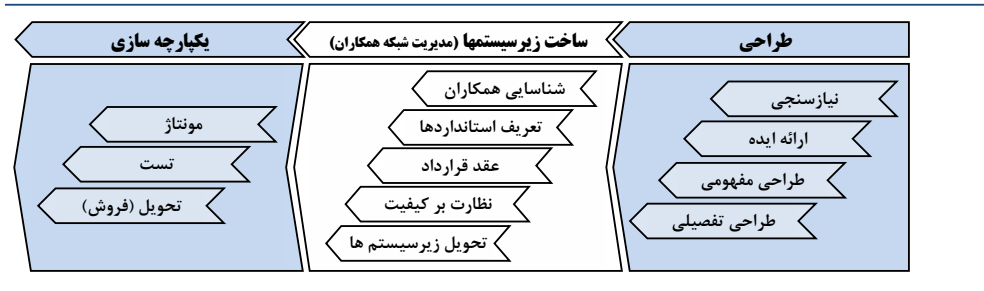 طراحی
ساخت زیرسیستمها (مدیریت شبکه همکاران)
یکپارچه سازی
نیازسنجی
ارائه ایده
طراحی مفهومی
طراحی تفصیلی
شناسایی همکاران
تعریف استانداردها
عقد قرارداد
نظارت بر کیفیت
تحویل زیرسیستم ها
مونتاژ
تست
تحویل (فروش)